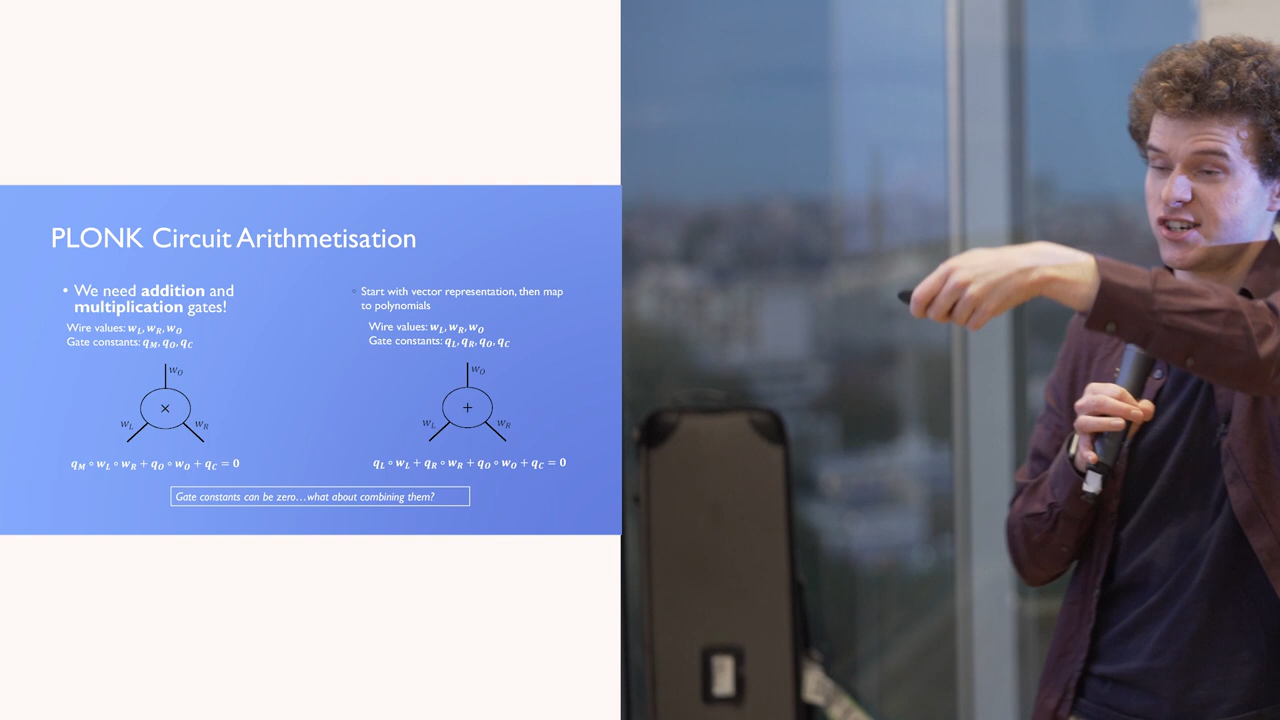 PLONK Circuit Arithmetisation
• We need addition and
multiplication gates!
Wire values: w_L, w_R, w_O
Gate constants: q_M, q_O, q_C
w_O
×
w_L
w_R
q_M ∘ w_L ∘ w_R + q_O ∘ w_O + q_C = 0
◦ Start with vector representation, then map
to polynomials
Wire values: w_L, w_R, w_O
Gate constants: q_L, q_R, q_O, q_C
w_O
+
w_L
w_R
q_L ∘ w_L + q_R ∘ w_R + q_O ∘ w_O + q_C = 0
Gate constants can be zero…what about combining them?